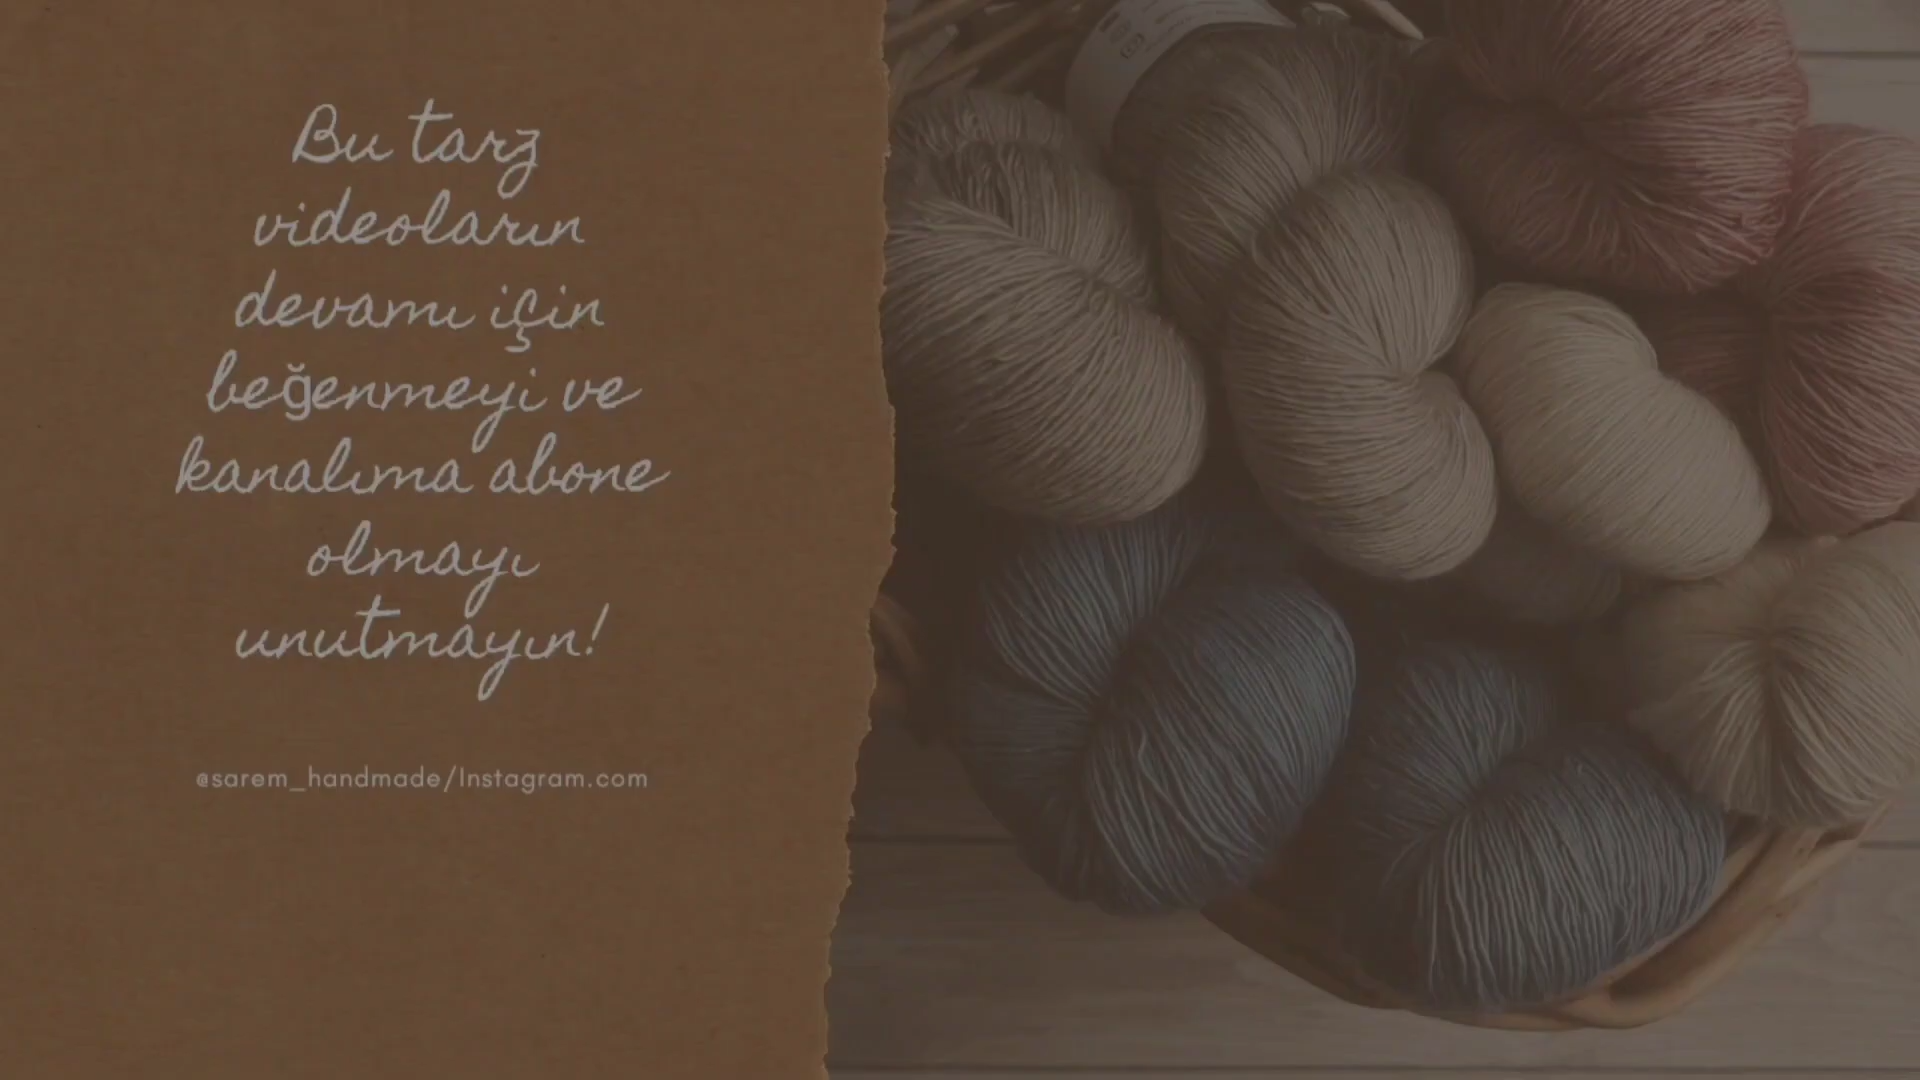 Bu tarz
videoların
devamı için
beğenmeyi ve
kanalıma abone
olmayı
unutmayın!
@sarem_handmade/Instagram.com